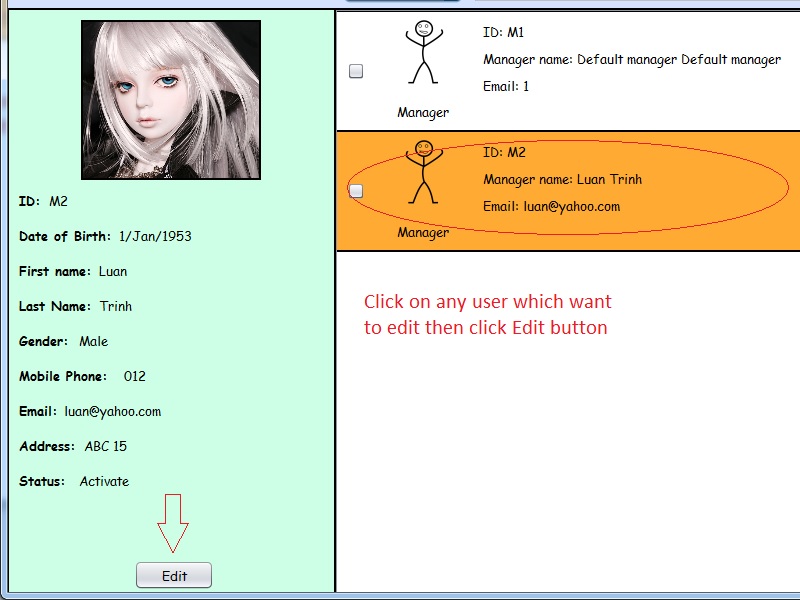 ID: M2
Date of Birth: 1/Jan/1953
First name: Luan
Last Name: Trinh
Gender: Male
Mobile Phone: 012
Email: luan@yahoo.com
Address: ABC 15
Status: Activate
Edit
ID: M1
Manager name: Default manager Default manager
Email: 1
Manager
ID: M2
Manager name: Luan Trinh
Email: luan@yahoo.com
Manager
Click on any user which want
to edit then click Edit button